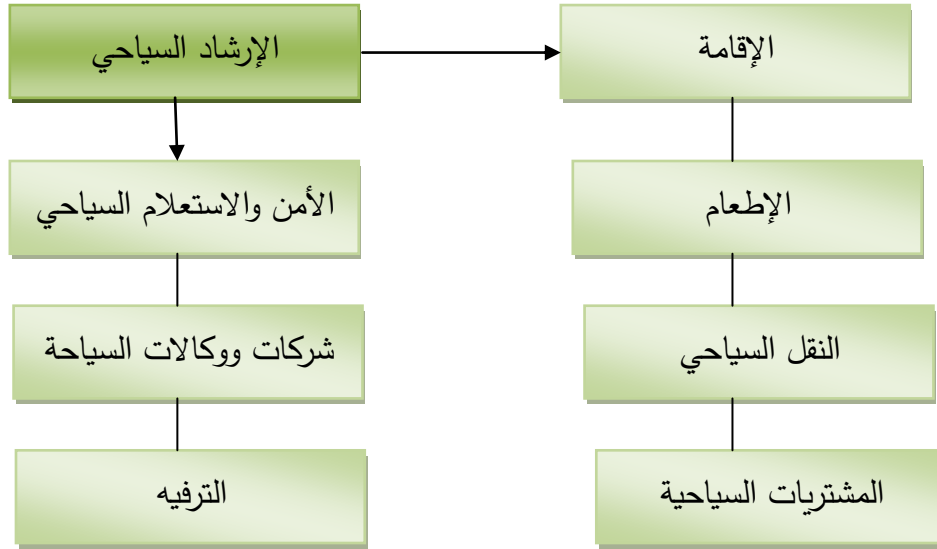 الإرشاد السياحي
الإقامة
الأمن والاستعلام السياحي
الإطعام
شركات ووكالات السياحة
النقل السياحي
الترفيه
المشتريات السياحية